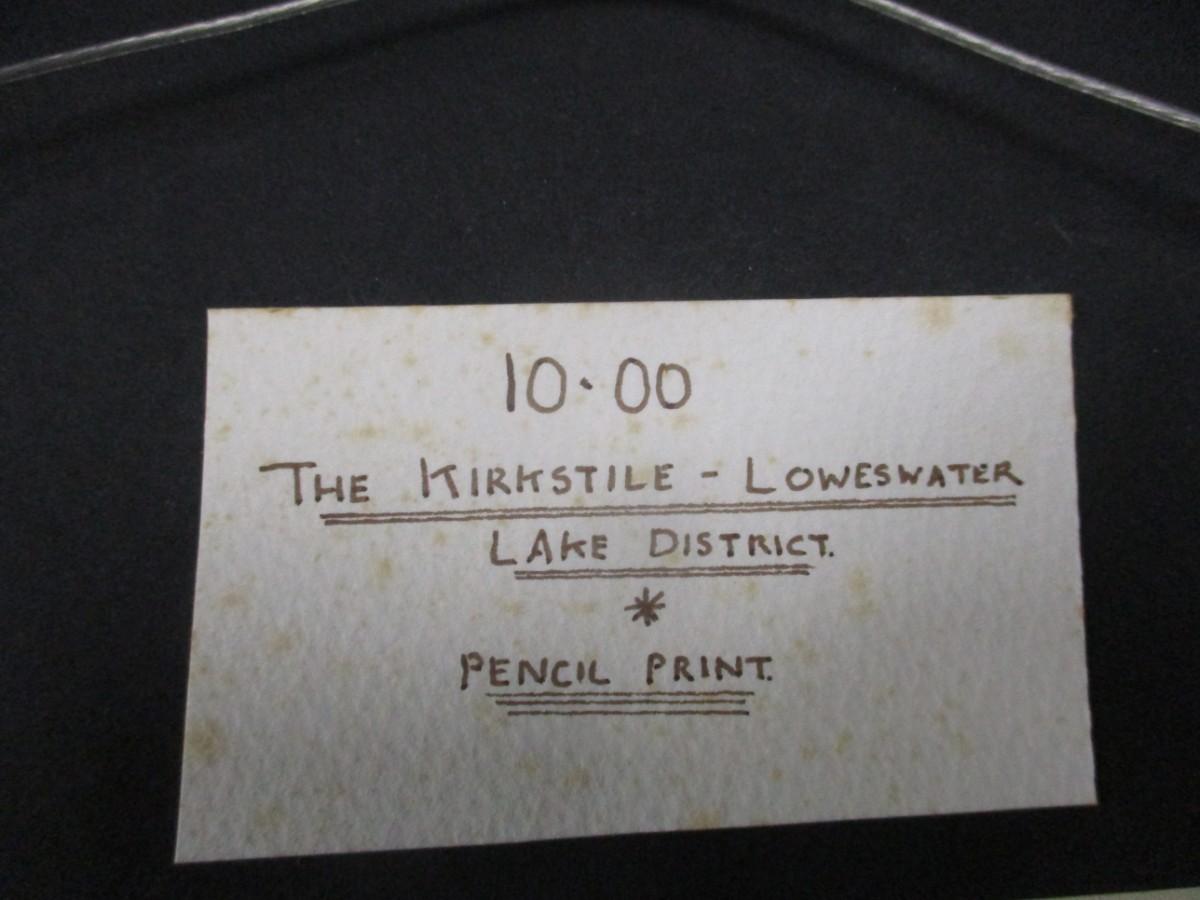 10·00
THE KIRKSTILE - LOWESWATER
LAKE DISTRICT.
*
PENCIL PRINT.